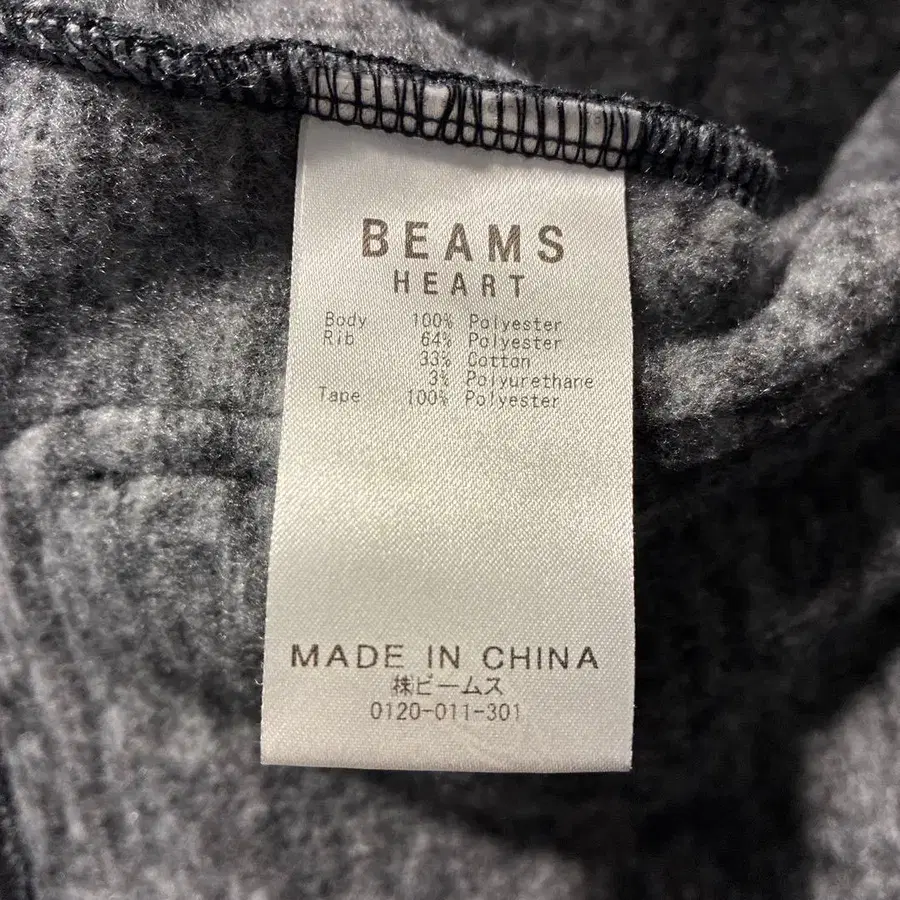 BEAMS
HEART
Body 100% Polyester
Rib 64% Polyester
33% Cotton
3% Polyurethane
Tape 100% Polyester
MADE IN CHINA
㈱ビームス
0120-011-301